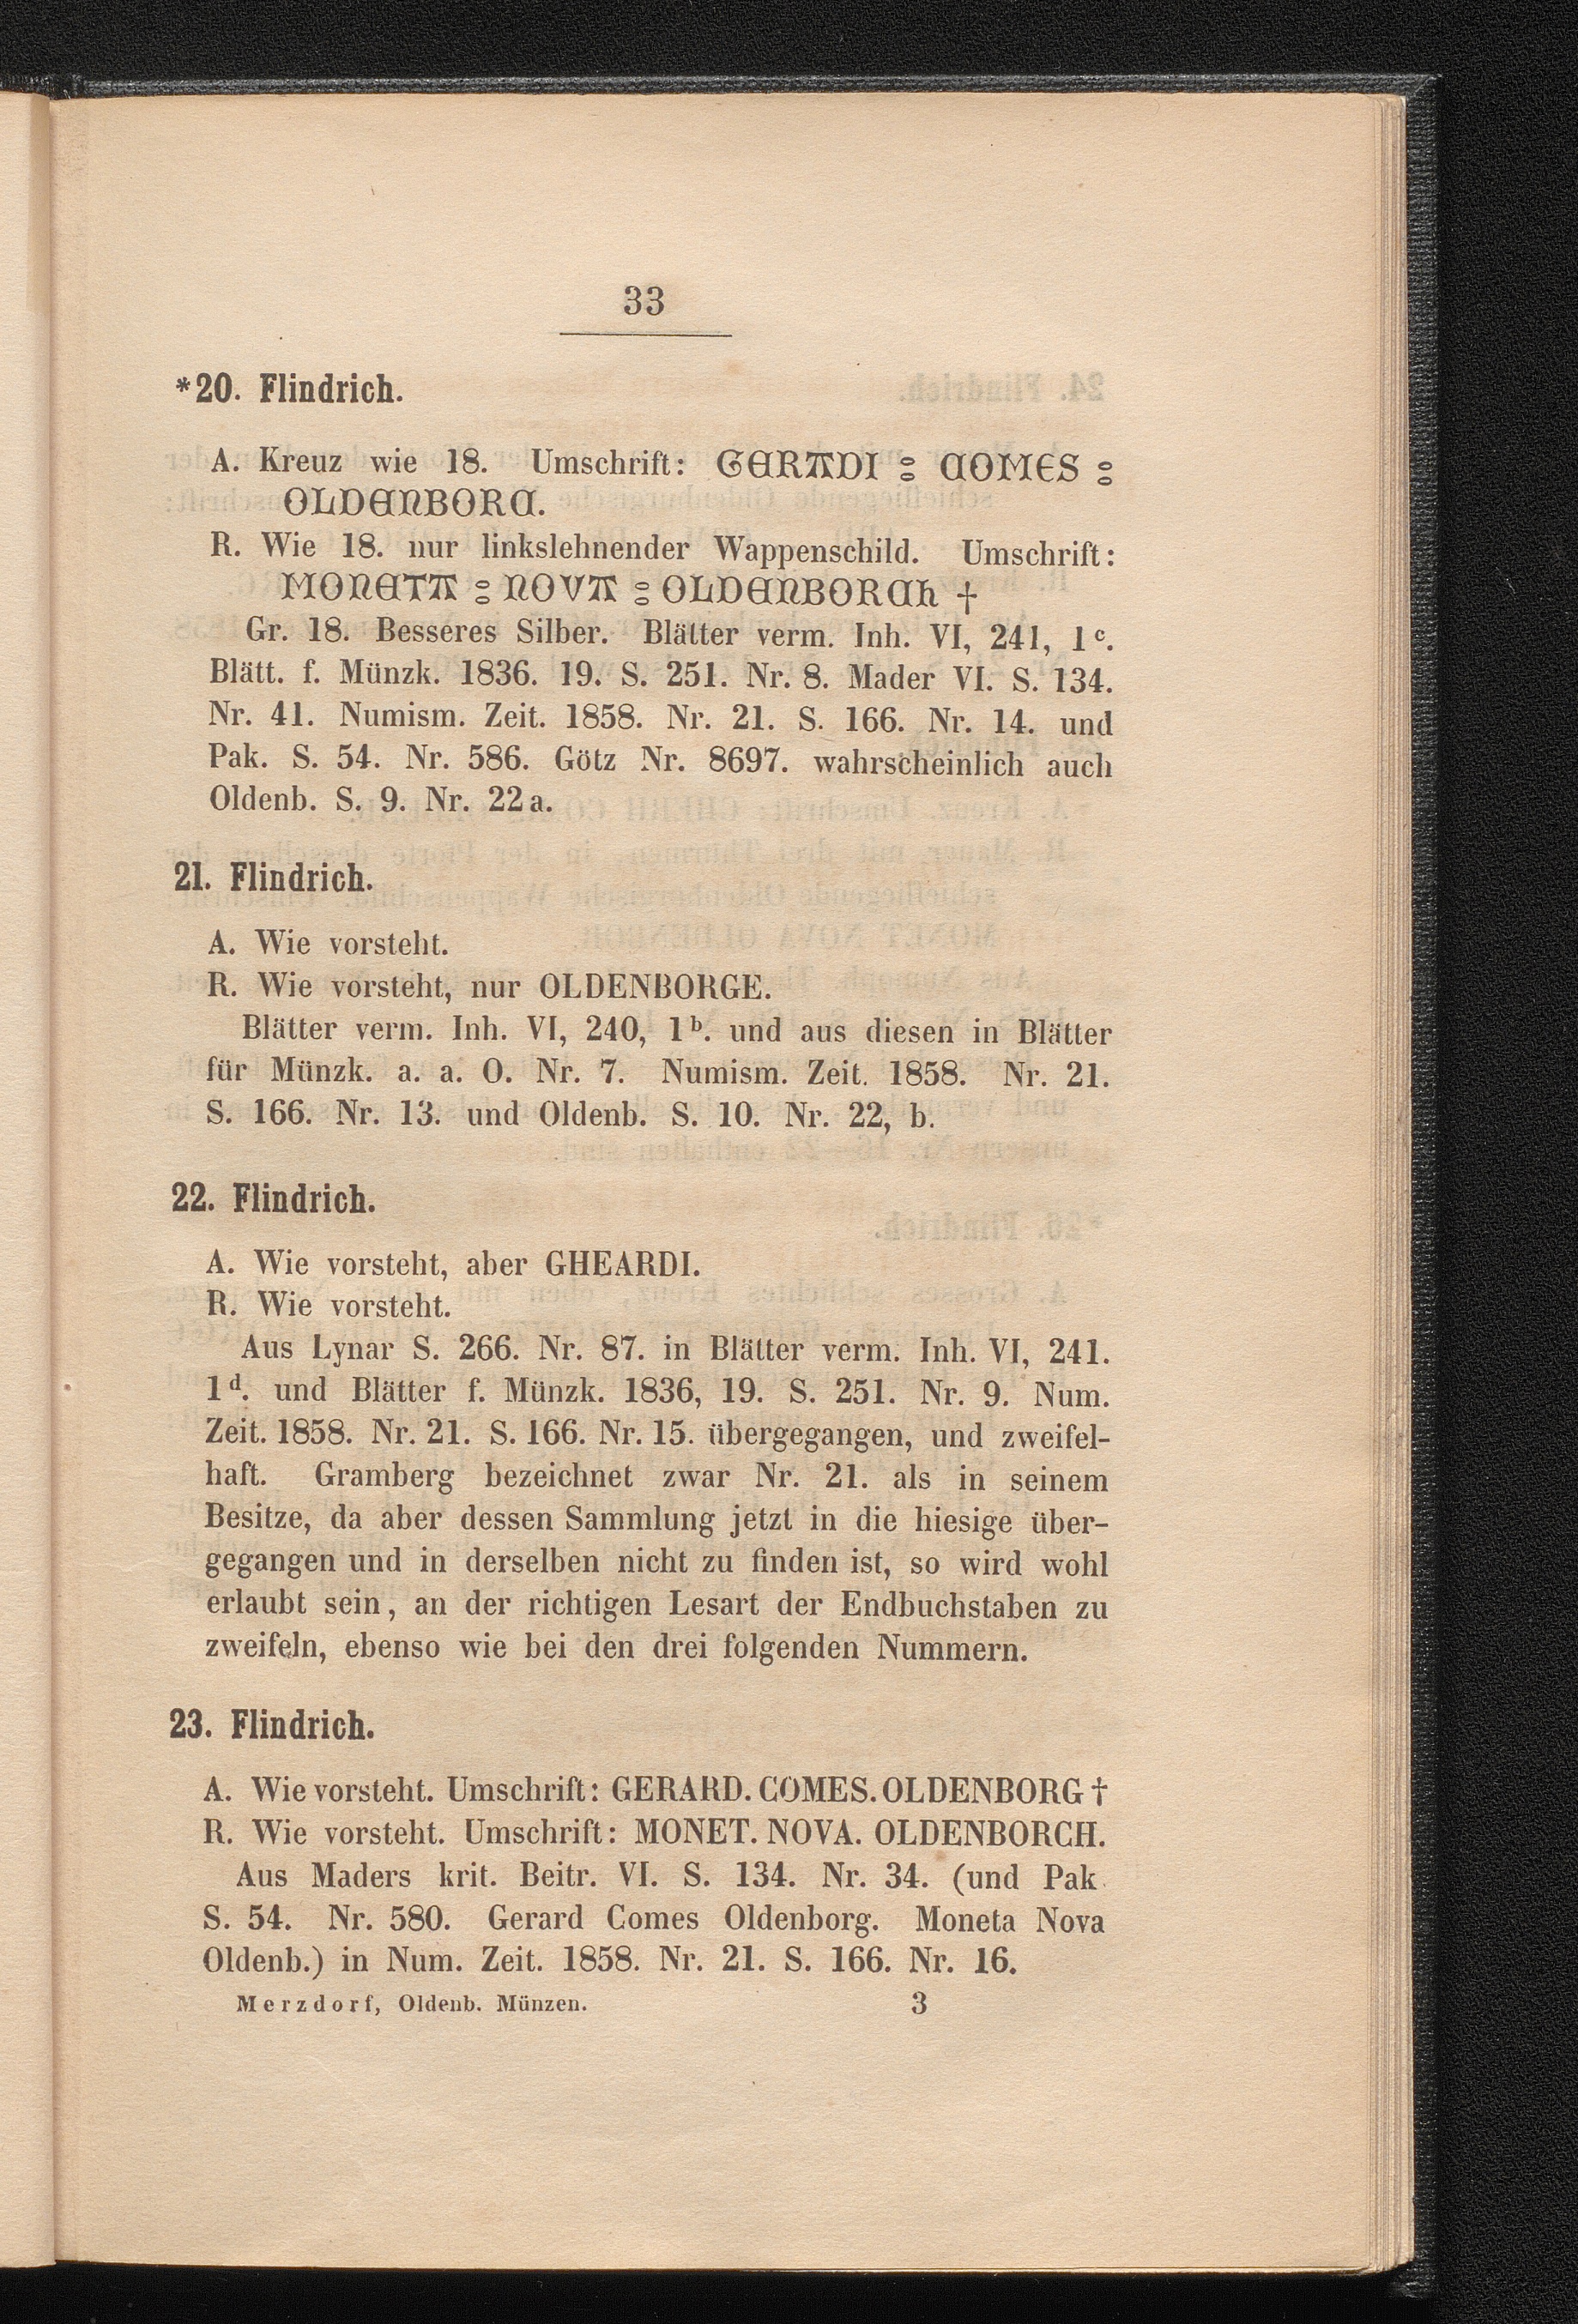 33
*20. Flindrich.
A. Kreuz wie 18. Umschrift: GERADI : COMES :
OLDENBORC.
R. Wie 18. nur linkslehnender Wappenschild. Umschrift:
MONETA : NOVA : OLDENBORCh †
Gr. 18. Besseres Silber. Blätter verm. Inh. VI, 241, 1c.
Blätt. f. Münzk. 1836. 19. S. 251. Nr. 8. Mader VI. S. 134.
Nr. 41. Numism. Zeit. 1858. Nr. 21. S. 166. Nr. 14. und
Pak. S. 54. Nr. 586. Götz Nr. 8697. wahrscheinlich auch
Oldenb. S. 9. Nr. 22a.
21. Flindrich.
A. Wie vorsteht.
R. Wie vorsteht, nur OLDENBORGE.
Blätter verm. Inh. VI, 240, 1b. und aus diesen in Blätter
für Münzk. a. a. O. Nr. 7. Numism. Zeit. 1858. Nr. 21.
S. 166. Nr. 13. und Oldenb. S. 10. Nr. 22, b.
22. Flindrich.
A. Wie vorsteht, aber GHEARDI.
R. Wie vorsteht.
Aus Lynar S. 266. Nr. 87. in Blätter verm. Inh. VI, 241.
1d. und Blätter f. Münzk. 1836, 19. S. 251. Nr. 9. Num.
Zeit. 1858. Nr. 21. S. 166. Nr. 15. übergegangen, und zweifel-
haft. Gramberg bezeichnet zwar Nr. 21. als in seinem
Besitze, da aber dessen Sammlung jetzt in die hiesige über-
gegangen und in derselben nicht zu finden ist, so wird wohl
erlaubt sein, an der richtigen Lesart der Endbuchstaben zu
zweifeln, ebenso wie bei den drei folgenden Nummern.
23. Flindrich.
A. Wie vorsteht. Umschrift: GERARD. COMES. OLDENBORG †
R. Wie vorsteht. Umschrift: MONET. NOVA. OLDENBORCH.
Aus Maders krit. Beitr. VI. S. 134. Nr. 34. (und Pak.
S. 54. Nr. 580. Gerard Comes Oldenborg. Moneta Nova
Oldenb.) in Num. Zeit. 1858. Nr. 21. S. 166. Nr. 16.
Merzdorf, Oldenb. Münzen. 3